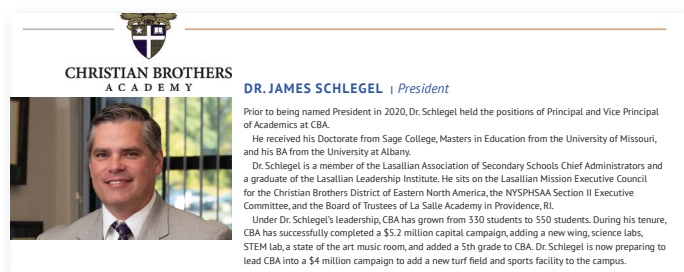 CHRISTIAN BROTHERS
ACADEMY
DR. JAMES SCHLEGEL | President
Prior to being named President in 2020, Dr. Schlegel held the positions of Principal and Vice Principal
of Academics at CBA.
He received his Doctorate from Sage College, Masters in Education from the University of Missouri,
and his BA from the University at Albany.
Dr. Schlegel is a member of the Lasallian Association of Secondary Schools Chief Administrators and
a graduate of the Lasallian Leadership Institute. He sits on the Lasallian Mission Executive Council
for the Christian Brothers District of Eastern North America, the NYSPHSAA Section II Executive
Committee, and the Board of Trustees of La Salle Academy in Providence, RI.
Under Dr. Schlegel's leadership, CBA has grown from 330 students to 550 students. During his tenure,
CBA has successfully completed a $5.2 million capital campaign, adding a new wing, science labs,
STEM lab, a state of the art music room, and added a 5th grade to CBA. Dr. Schlegel is now preparing to
lead CBA into a $4 million campaign to add a new turf field and sports facility to the campus.